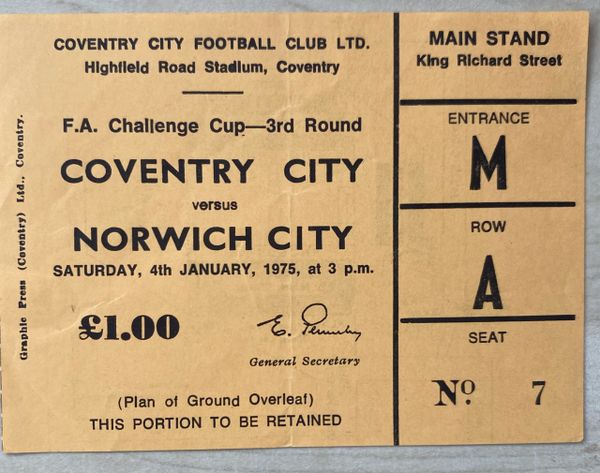 COVENTRY CITY FOOTBALL CLUB LTD.
Highfield Road Stadium, Coventry
F.A. Challenge Cup—3rd Round
COVENTRY CITY
versus
NORWICH CITY
SATURDAY, 4th JANUARY, 1975, at 3 p.m.
£1.00
General Secretary
(Plan of Ground Overleaf)
THIS PORTION TO BE RETAINED
Graphic Press (Coventry) Ltd., Coventry.
MAIN STAND
King Richard Street
ENTRANCE
M
ROW
A
SEAT
No. 7